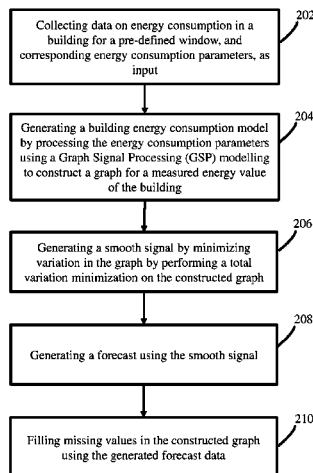 202
Collecting data on energy consumption in a
building for a pre-defined window, and
corresponding energy consumption parameters, as
input
204
Generating a building energy consumption model
by processing the energy consumption parameters
using a Graph Signal Processing (GSP) modelling
to construct a graph for a measured energy value
of the building
206
Generating a smooth signal by minimizing
variation in the graph by performing a total
variation minimization on the constructed graph
208
Generating a forecast using the smooth signal
210
Filling missing values in the constructed graph
using the generated forecast data